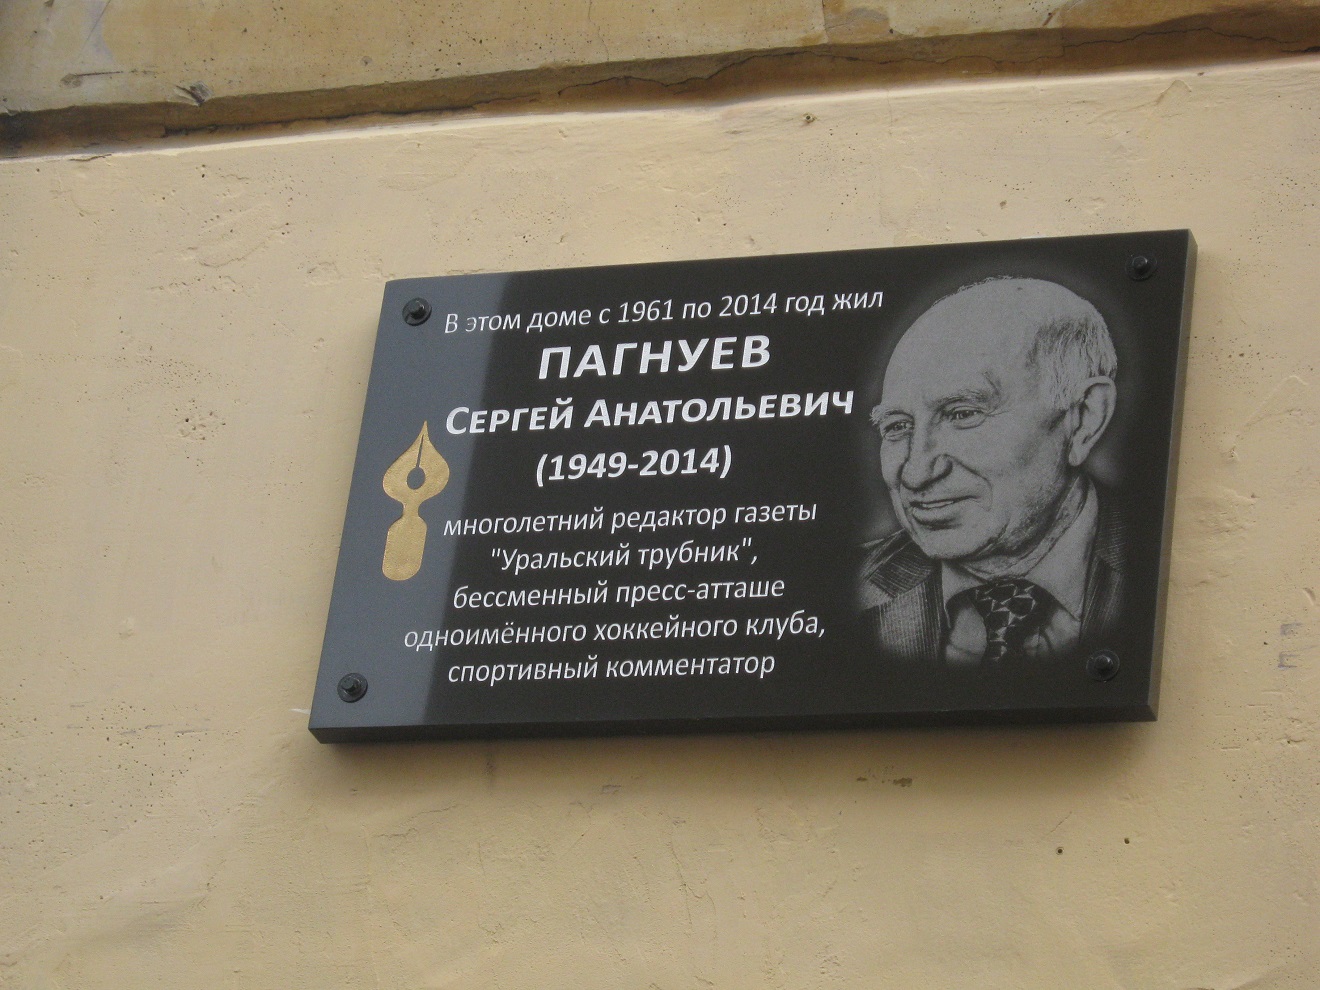 В этом доме с 1961 по 2014 год жил
ПАГНУЕВ
СЕРГЕЙ АНАТОЛЬЕВИЧ
(1949-2014)
многолетний редактор газеты
"Уральский трубник",
бессменный пресс-атташе
одноимённого хоккейного клуба,
спортивный комментатор